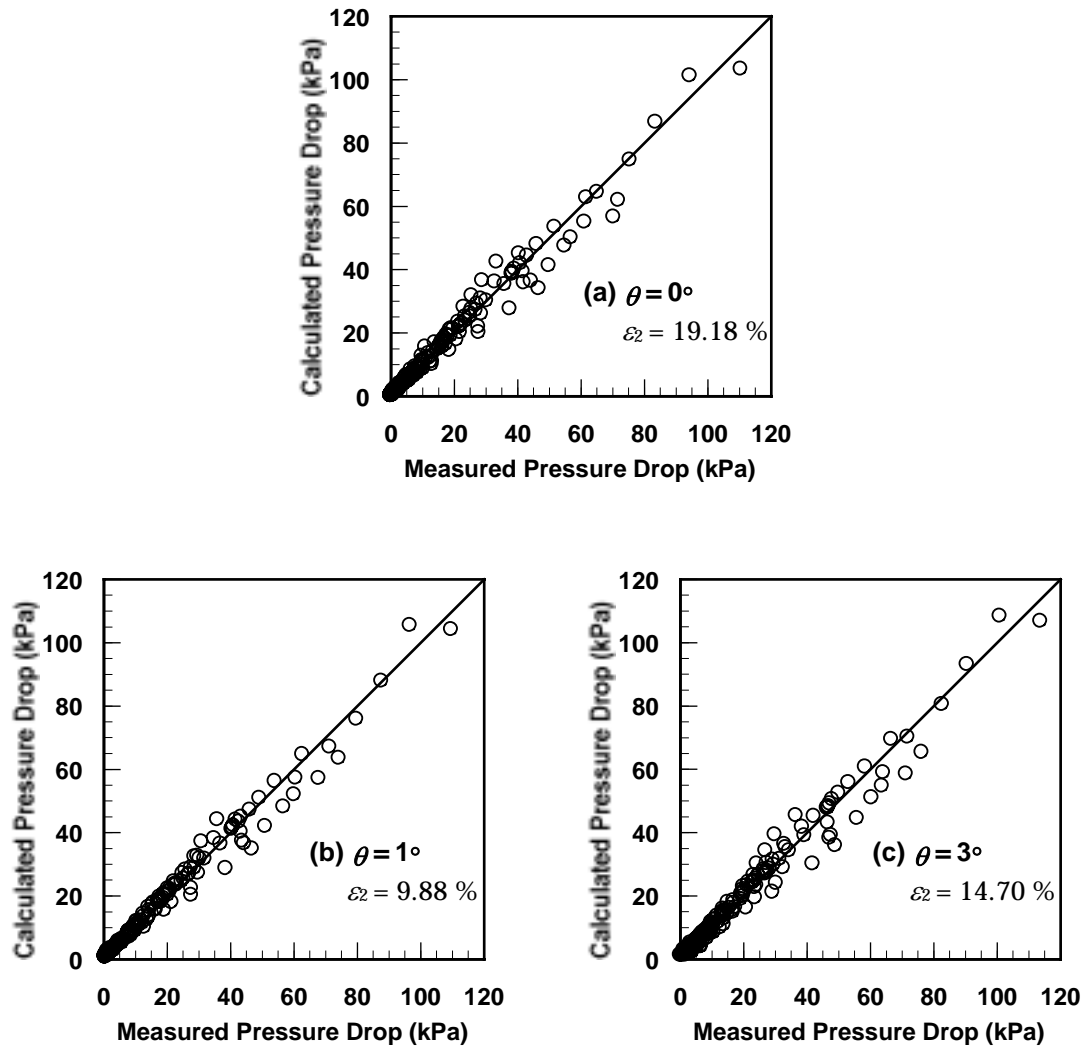 Calculated Pressure Drop (kPa)
120
100
80
60
40
20
0
(a) θ = 0°
ε2 = 19.18 %
0 20 40 60 80 100 120
Measured Pressure Drop (kPa)
Calculated Pressure Drop (kPa)
120
100
80
60
40
20
0
(b) θ = 1°
ε2 = 9.88 %
0 20 40 60 80 100 120
Measured Pressure Drop (kPa)
Calculated Pressure Drop (kPa)
120
100
80
60
40
20
0
(c) θ = 3°
ε2 = 14.70 %
0 20 40 60 80 100 120
Measured Pressure Drop (kPa)